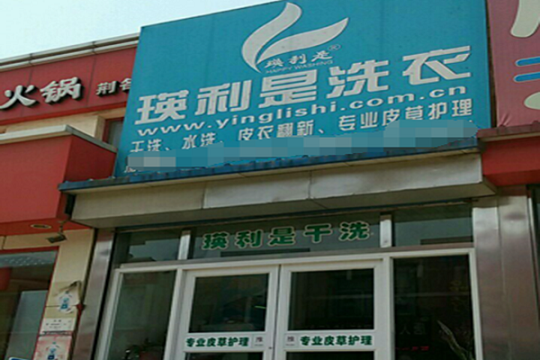 火锅
瑛利是®
HAPPY WASHING
瑛利是洗衣
www.yinglishi.com.cn
干洗、水洗、皮衣翻新、专业皮草护理
瑛利是干洗
专业皮草护理
专业皮草护理